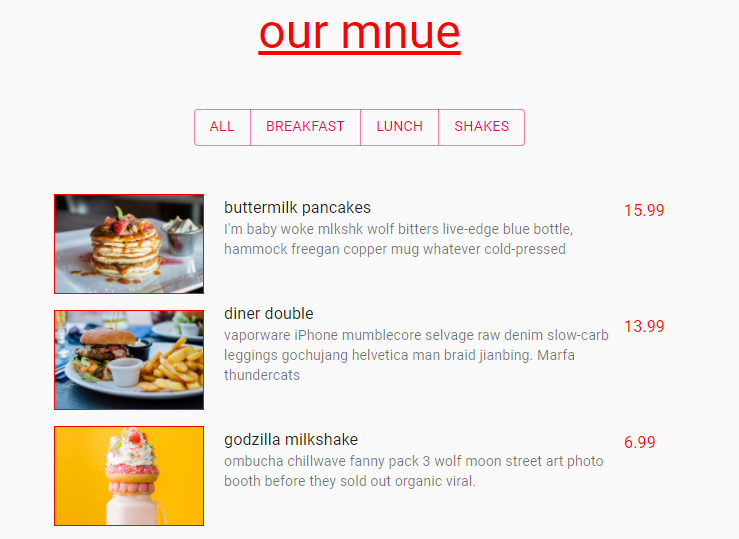 our mnue
ALL BREAKFAST LUNCH SHAKES
buttermilk pancakes
15.99
I'm baby woke mlkshk wolf bitters live-edge blue bottle,
hammock freegan copper mug whatever cold-pressed
diner double
13.99
vaporware iPhone mumblecore selvage raw denim slow-carb
leggings gochujang helvetica man braid jianbing. Marfa
thundercats
godzilla milkshake
6.99
ombucha chillwave fanny pack 3 wolf moon street art photo
booth before they sold out organic viral.